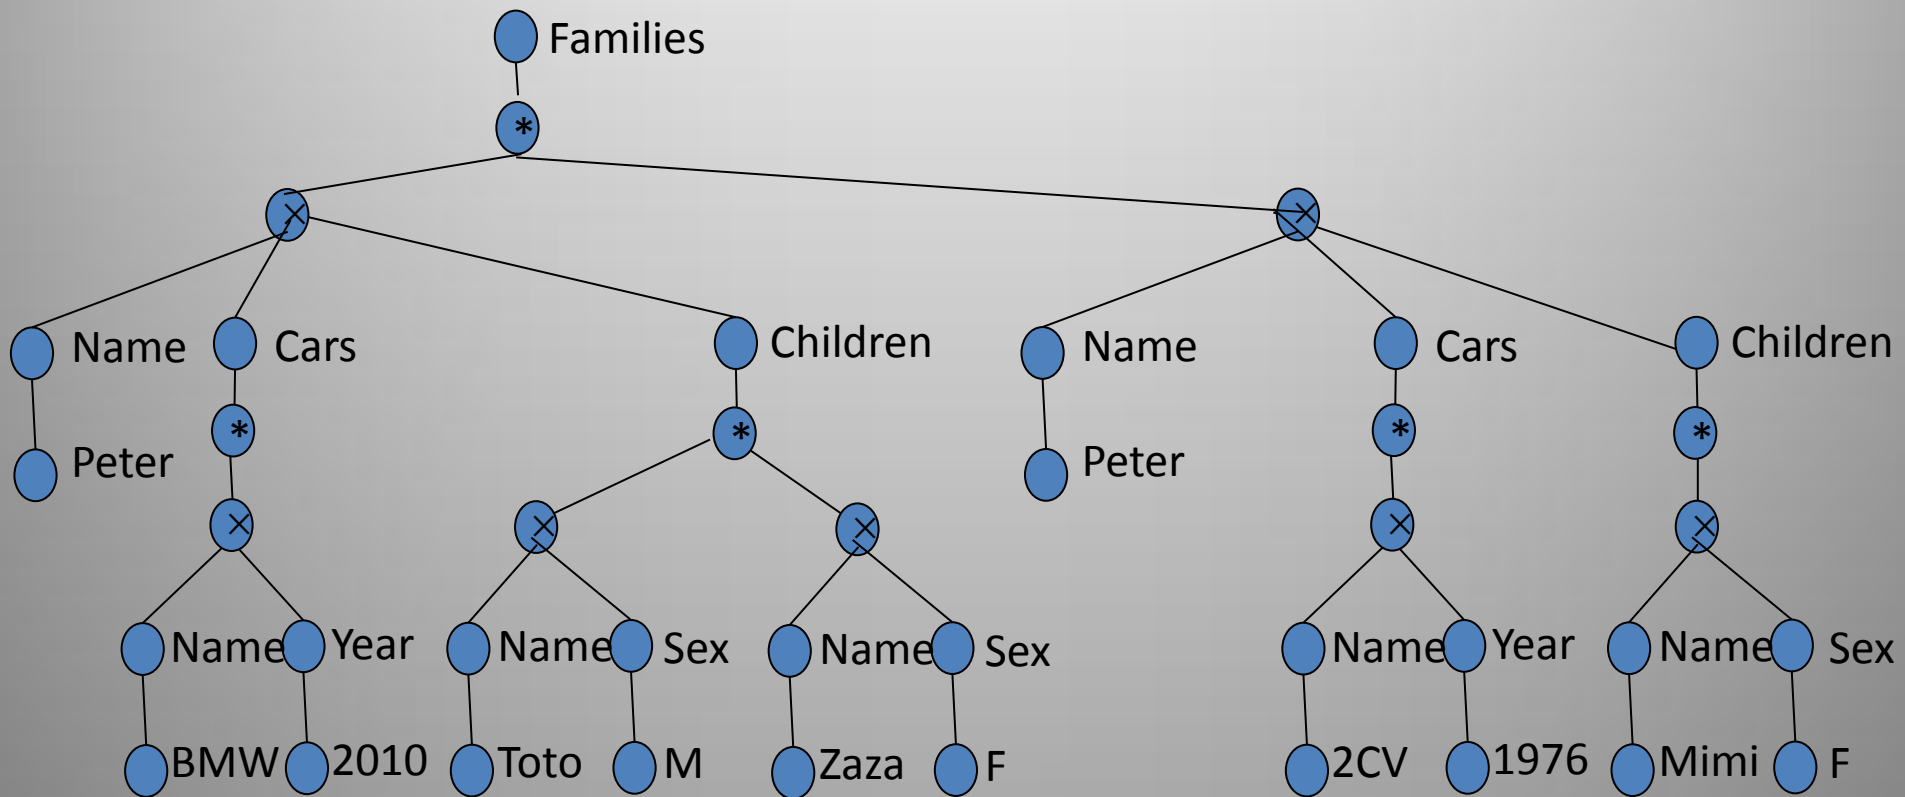 Families
*
× ×
Name Cars Children Name Cars Children
* * * *
Peter Peter
× × × × ×
Name Year Name Sex Name Sex Name Year Name Sex
BMW 2010 Toto M Zaza F 2CV 1976 Mimi F